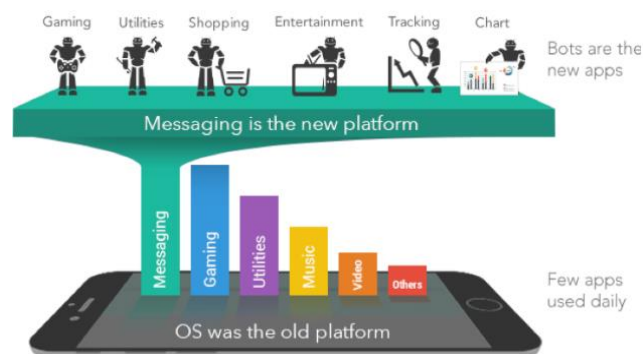 Gaming
Utilities
Shopping
Entertainment
Tracking
Chart
Bots are the
new apps
Messaging is the new platform
Messaging
Gaming
Utilities
Music
Video
Others
Few apps
used daily
OS was the old platform